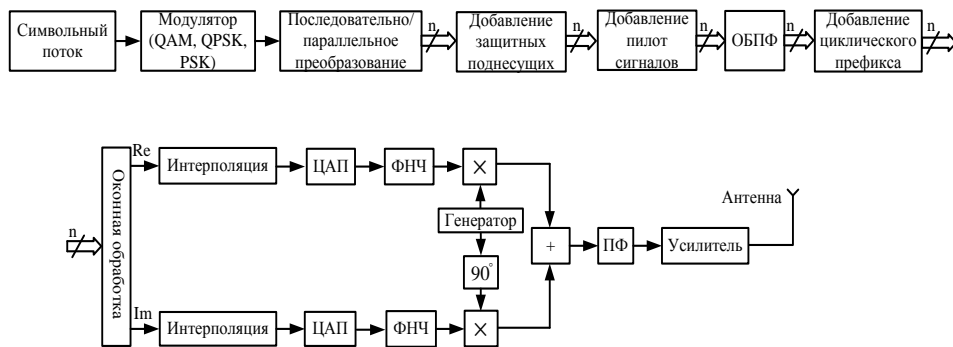 Символьный
поток
Модулятор
(QAM, QPSK,
PSK)
Последовательно/
параллельное
преобразование
n
Добавление
защитных
поднесущих
n
Добавление
пилот
сигналов
n
ОБПФ
n
Добавление
циклического
префикса
n
n
Оконная обработка
Re
Интерполяция
ЦАП
ФНЧ
×
Генератор
90°
+
ПФ
Усилитель
Антенна
Im
Интерполяция
ЦАП
ФНЧ
×